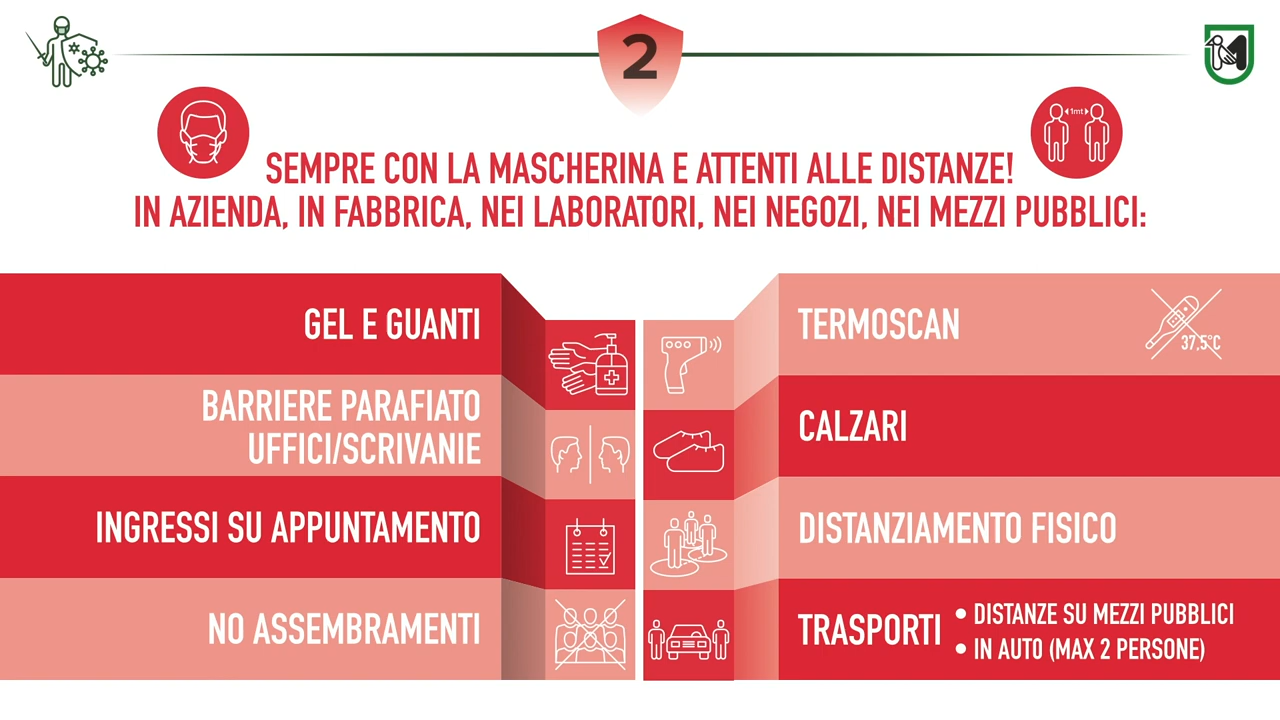 2
1mt
SEMPRE CON LA MASCHERINA E ATTENTI ALLE DISTANZE!
IN AZIENDA, IN FABBRICA, NEI LABORATORI, NEI NEGOZI, NEI MEZZI PUBBLICI:
GEL E GUANTI
BARRIERE PARAFIATO
UFFICI/SCRIVANIE
INGRESSI SU APPUNTAMENTO
NO ASSEMBRAMENTI
TERMOSCAN
37,5°C
CALZARI
DISTANZIAMENTO FISICO
TRASPORTI
• DISTANZE SU MEZZI PUBBLICI
• IN AUTO (MAX 2 PERSONE)